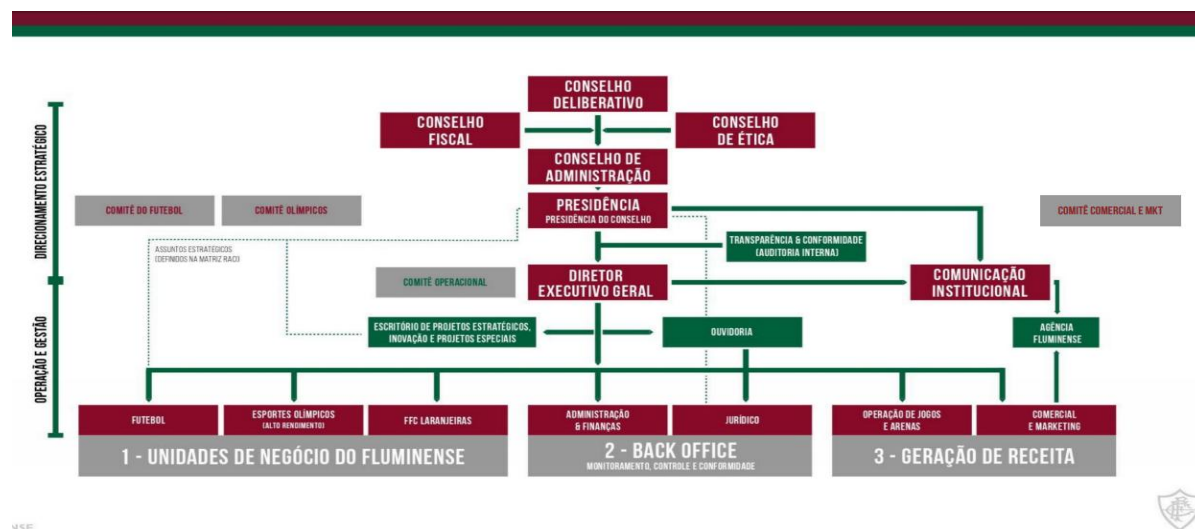 CONSELHO
DELIBERATIVO
CONSELHO
FISCAL
CONSELHO
DE ÉTICA
CONSELHO DE
ADMINISTRAÇÃO
DIRECIONAMENTO ESTRATÉGICO
COMITÊ DO FUTEBOL
COMITÊ OLÍMPICOS
PRESIDÊNCIA
PRESIDÊNCIA DO CONSELHO
COMITÊ COMERCIAL E MKT
ASSUNTOS ESTRATÉGICOS
(DEFINIDOS NA MATRIZ RACI)
TRANSPARÊNCIA & CONFORMIDADE
(AUDITORIA INTERNA)
COMITÊ OPERACIONAL
DIRETOR
EXECUTIVO GERAL
COMUNICAÇÃO
INSTITUCIONAL
OPERAÇÃO E GESTÃO
ESCRITÓRIO DE PROJETOS ESTRATÉGICOS,
INOVAÇÃO E PROJETOS ESPECIAIS
OUVIDORIA
AGÊNCIA
FLUMINENSE
FUTEBOL
ESPORTES OLÍMPICOS
(ALTO RENDIMENTO)
FFC LARANJEIRAS
ADMINISTRAÇÃO
& FINANÇAS
JURÍDICO
OPERAÇÃO DE JOGOS
E ARENAS
COMERCIAL
E MARKETING
1 - UNIDADES DE NEGÓCIO DO FLUMINENSE
2 - BACK OFFICE
MONITORAMENTO, CONTROLE E CONFORMIDADE
3 - GERAÇÃO DE RECEITA